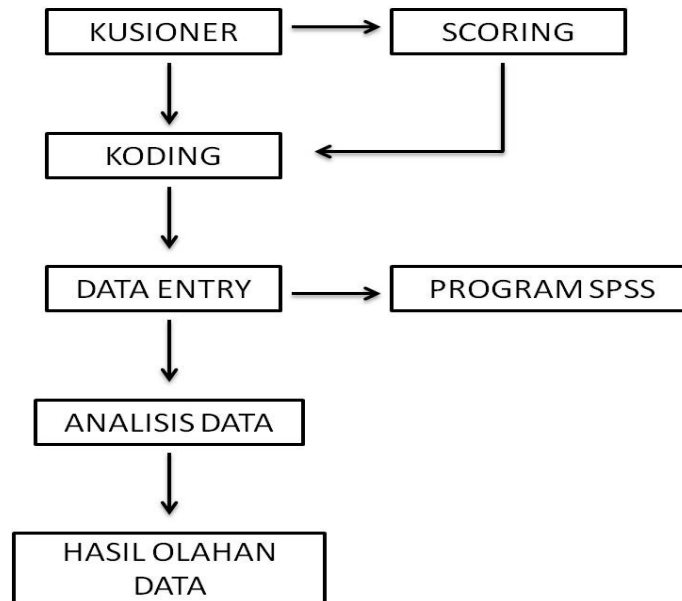 KUSIONER
SCORING
KODING
DATA ENTRY
PROGRAM SPSS
ANALISIS DATA
HASIL OLAHAN
DATA